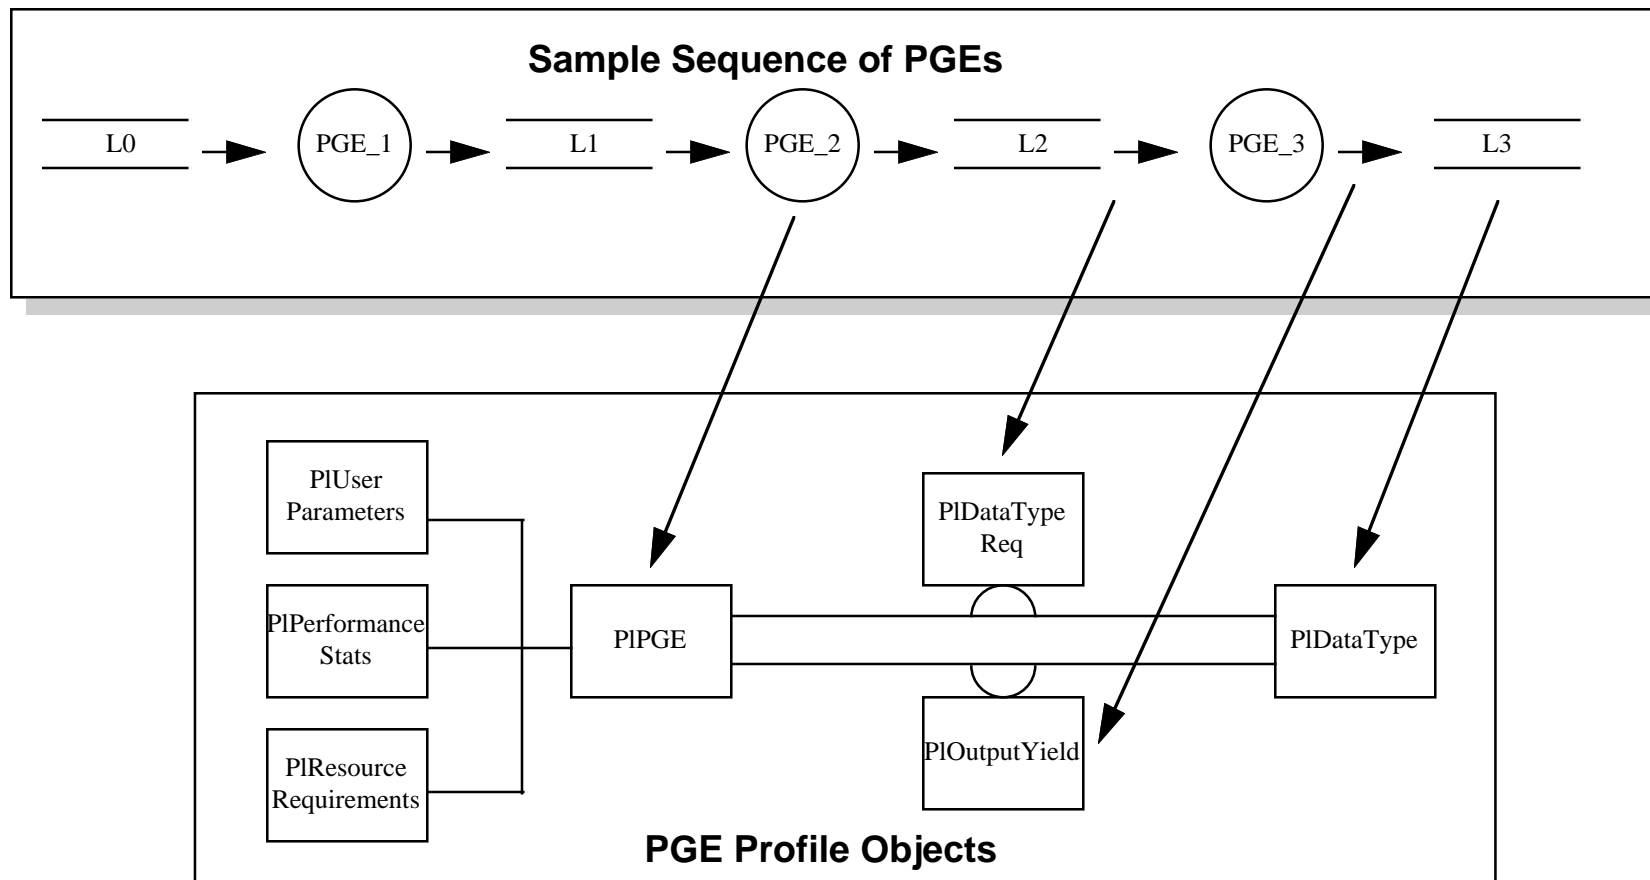 Sample Sequence of PGEs
L0
PGE_1
L1
PGE_2
L2
PGE_3
L3
PlUser
Parameters
PlDataType
Req
PlPerformance
Stats
PlPGE
PlDataType
PlResource
Requirements
PlOutputYield
PGE Profile Objects